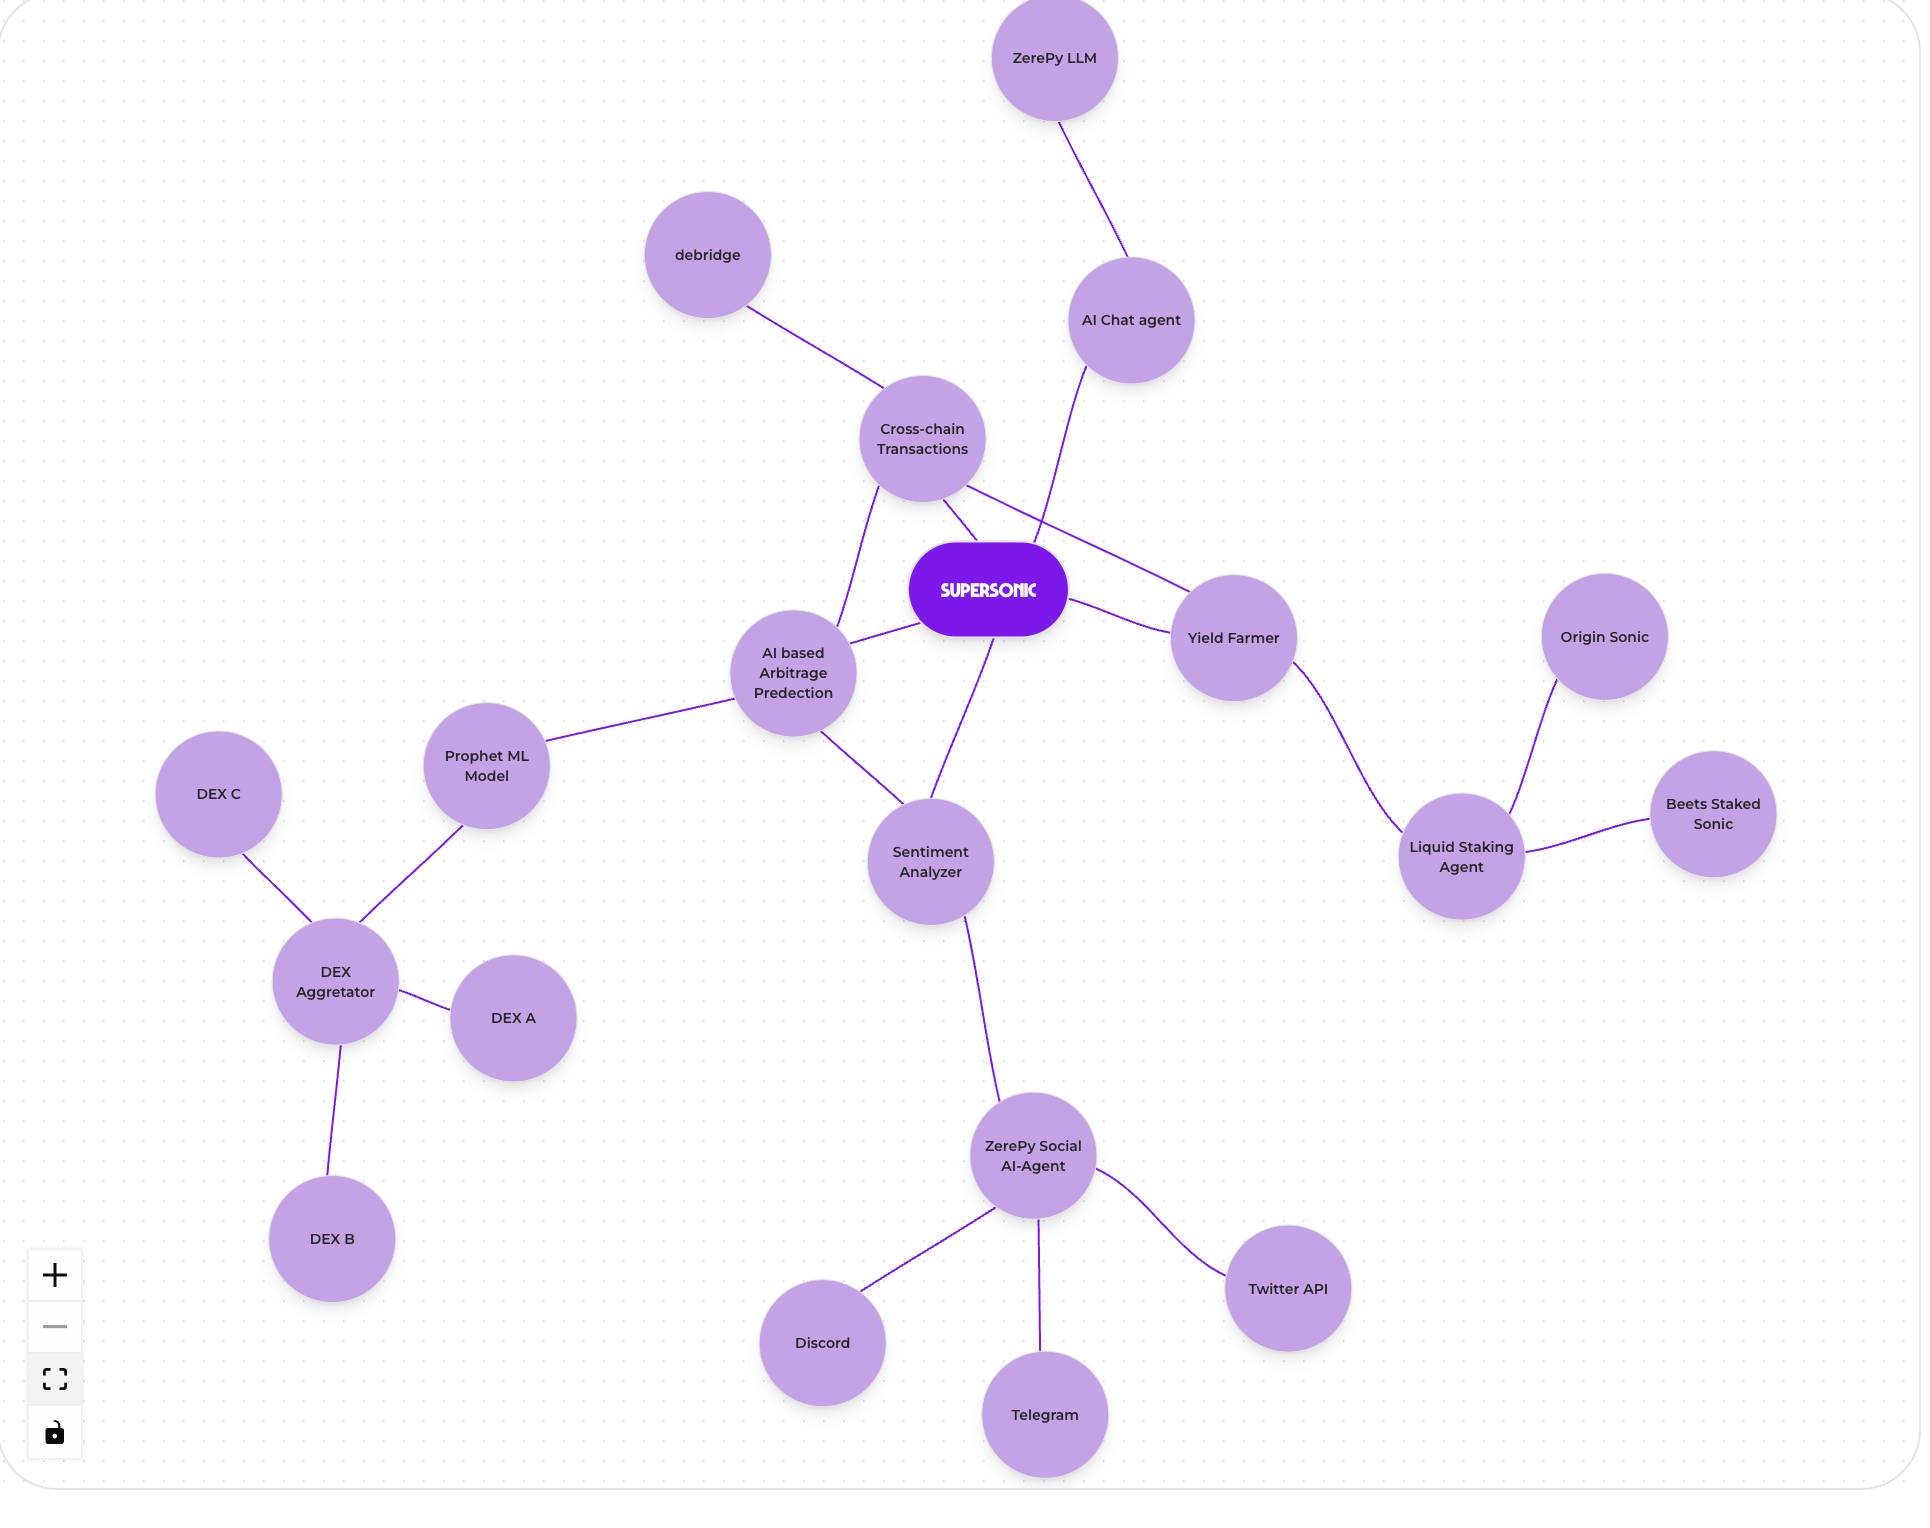 ZerePy LLM
debridge
AI Chat agent
Cross-chain
Transactions
SUPERSONIC
Yield Farmer
Origin Sonic
AI based
Arbitrage
Predection
Prophet ML
Model
DEX C
Beets Staked
Sonic
Liquid Staking
Agent
Sentiment
Analyzer
DEX
Aggretator
DEX A
ZerePy Social
AI-Agent
DEX B
Twitter API
Discord
Telegram